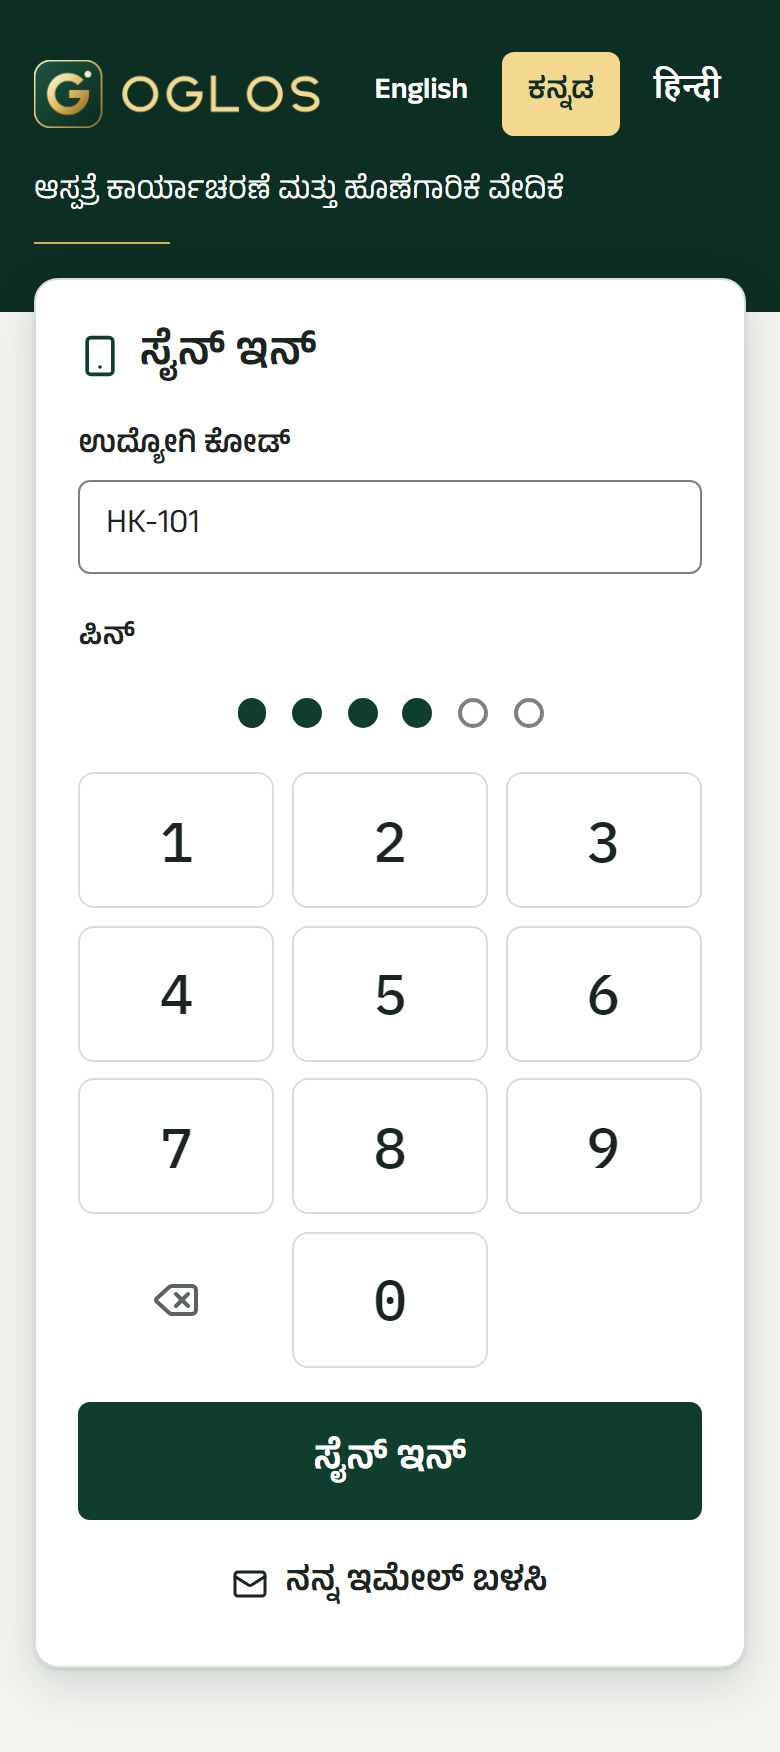 G OGLOS English ಕನ್ನಡ हिन्दी
ಆಸ್ಪತ್ರೆ ಕಾರ್ಯಾಚರಣೆ ಮತ್ತು ಹೊಣೆಗಾರಿಕೆ ವೇದಿಕೆ
ಸೈನ್ ಇನ್
ಉದ್ಯೋಗಿ ಕೋಡ್
HK-101
ಪಿನ್
1 2 3
4 5 6
7 8 9
0
ಸೈನ್ ಇನ್
ನನ್ನ ಇಮೇಲ್ ಬಳಸಿ